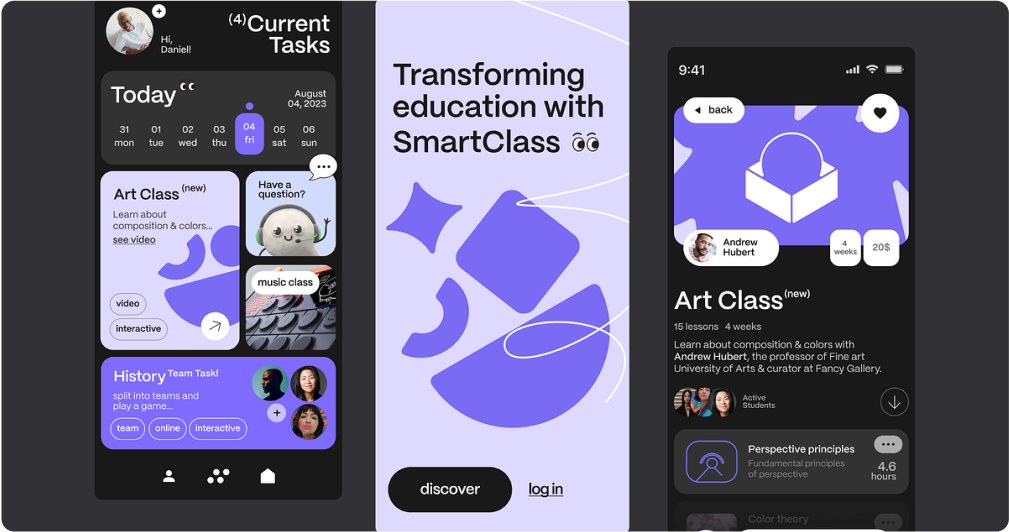 Hi,
Daniel!
(4)Current
Tasks
Today
August
04, 2023
31 01 02 03 04 05 06
mon tue wed thu fri sat sun
Art Class (new)
Learn about
composition & colors...
see video
video
interactive
Have a
question?
music class
History Team Task!
split into teams and
play a game...
team online interactive
Transforming
education with
SmartClass
discover log in
9:41
back
Andrew
Hubert
4
weeks
20$
Art Class (new)
15 lessons 4 weeks
Learn about composition & colors with
Andrew Hubert, the professor of Fine art
University of Arts & curator at Fancy Gallery.
Active
Students
Perspective principles
Fundamental principles
of perspective
4.6
hours
Color theory